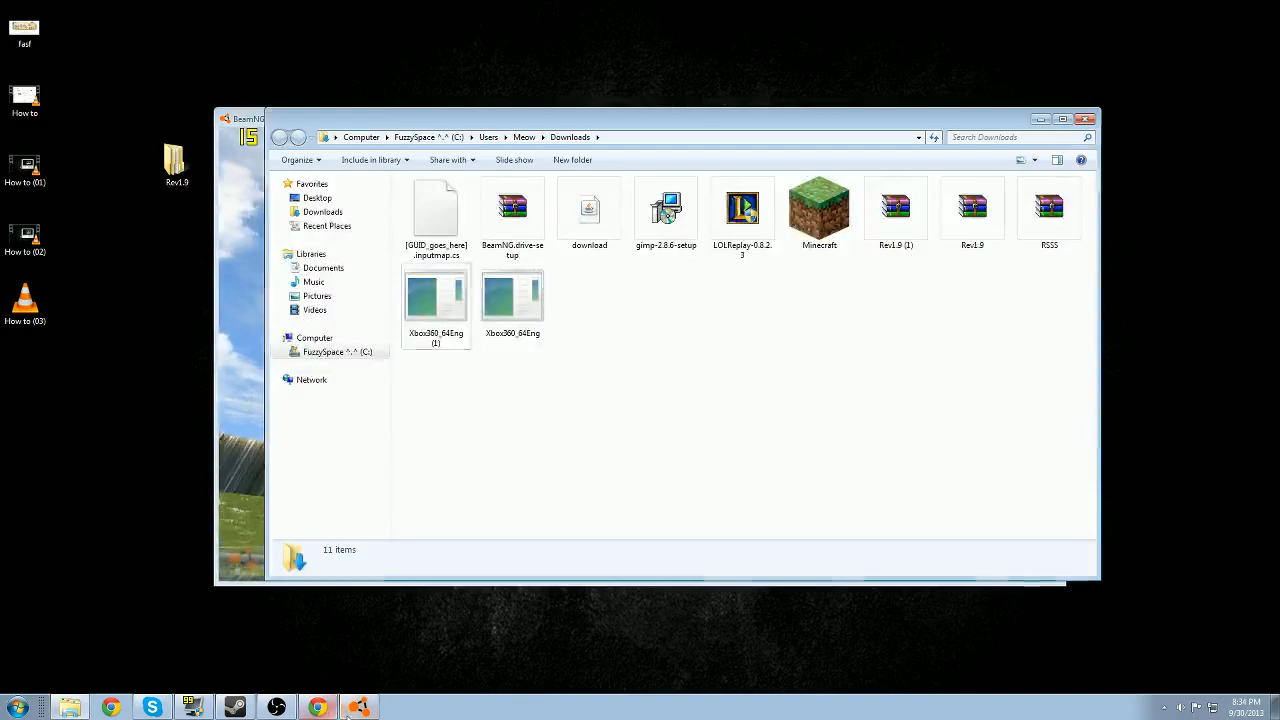 fasf
How to
How to (01)
How to (02)
How to (03)
Rev1.9
BeamNG
15
Computer
FuzzySpace ^.^ (C:)
Users
Meow
Downloads
Search Downloads
Organize
Include in library
Share with
Slide show
New folder
Favorites
Desktop
Downloads
Recent Places
Libraries
Documents
Music
Pictures
Videos
Computer
FuzzySpace ^.^ (C:)
Network
[GUID_goes_here]
.inputmap.cs
BeamNG.drive-se
tup
download
gimp-2.8.6-setup
LOLReplay-0.8.2.
3
Minecraft
Rev1.9 (1)
Rev1.9
RSSS
Xbox360_64Eng
(1)
Xbox360_64Eng
11 items
99
8:34 PM
9/30/2013